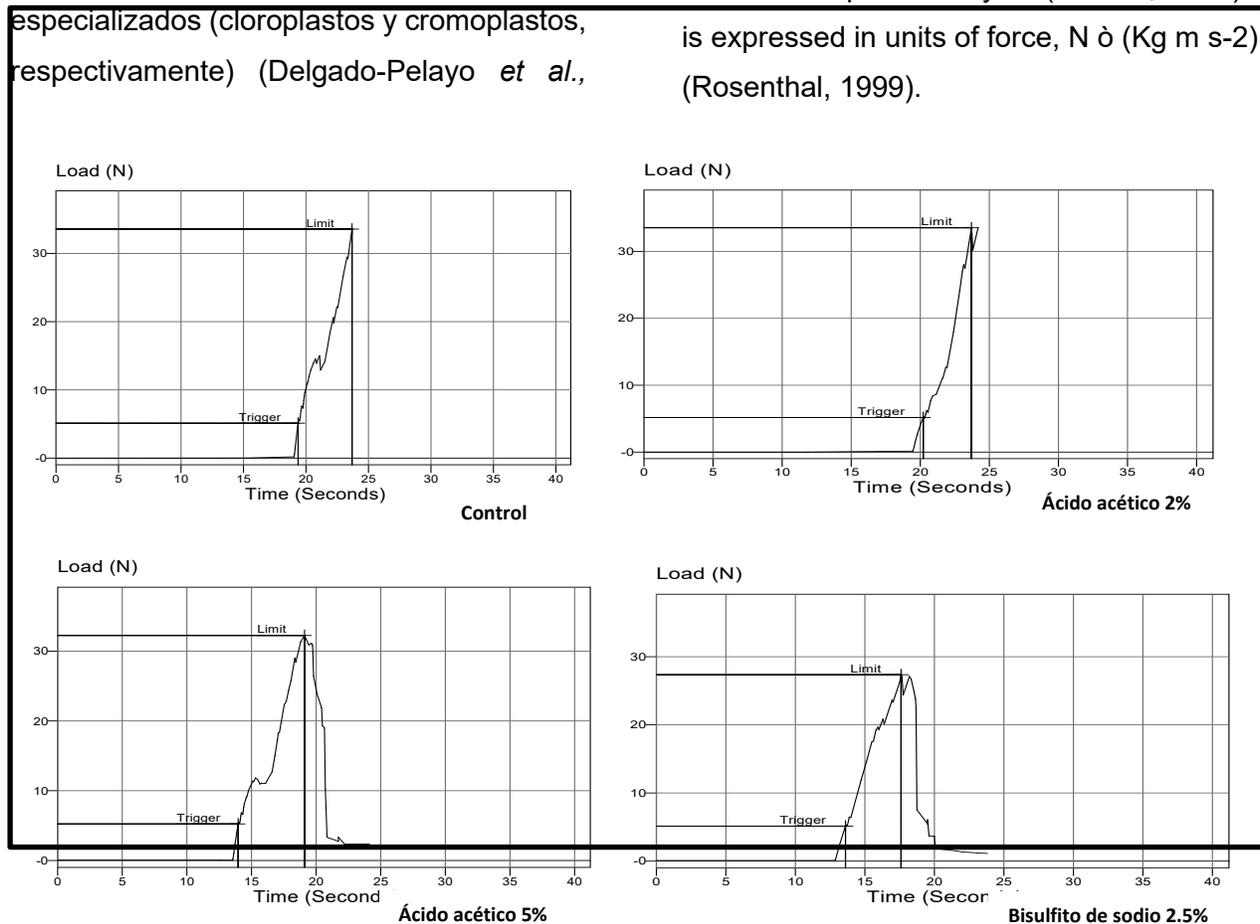 especializados (cloroplastos y cromoplastos,
respectivamente) (Delgado-Pelayo et al.,
is expressed in units of force, N ò (Kg m s-2)
(Rosenthal, 1999).
Load (N)
Limit
30
20
10
Trigger
-0
0 5 10 15 20 25 30 35 40
Time (Seconds)
Control
Load (N)
Limit
30
20
10
Trigger
-0
0 5 10 15 20 25 30 35 40
Time (Seconds)
Ácido acético 2%
Load (N)
Limit
30
20
10
Trigger
-0
0 5 10 15 20 25 30 35 40
Time (Second
Ácido acético 5%
Load (N)
Limit
30
20
10
Trigger
-0
0 5 10 15 20 25 30 35 40
Time (Secon
Bisulfito de sodio 2.5%